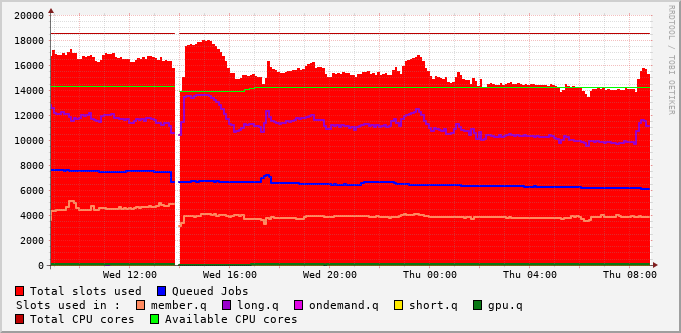 20000
18000
16000
14000
12000
10000
8000
6000
4000
2000
0
Wed 12:00 Wed 16:00 Wed 20:00 Thu 00:00 Thu 04:00 Thu 08:00
Total slots used Queued Jobs
Slots used in : member.q long.q ondemand.q short.q gpu.q
Total CPU cores Available CPU cores
RRDTOOL / TOBI OETIKER